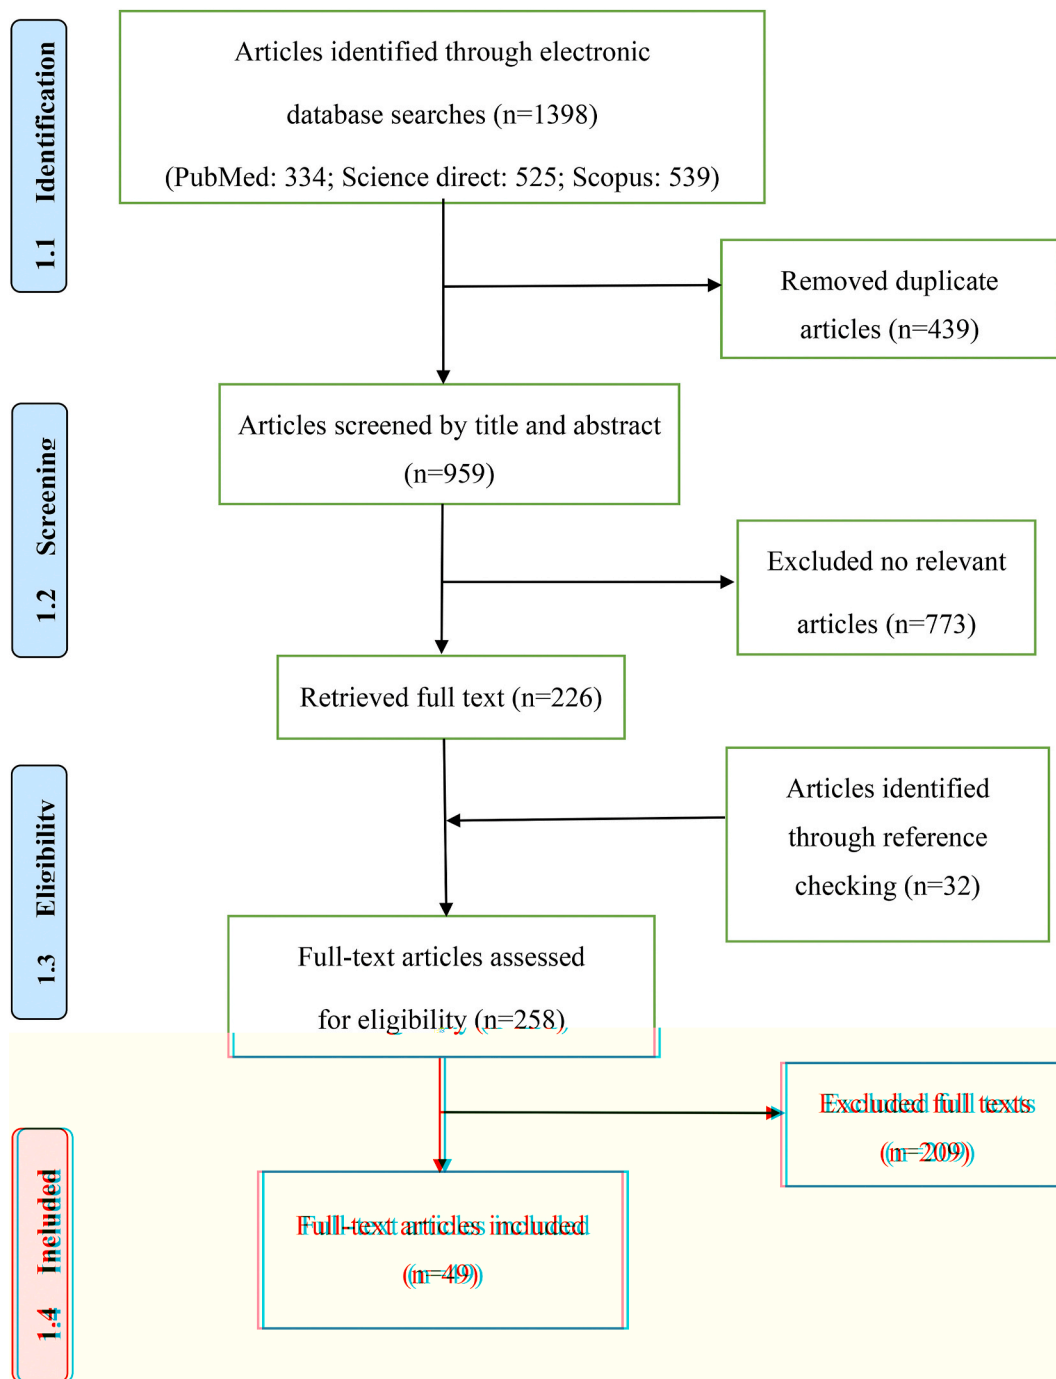 1.1 Identification
Articles identified through electronic
database searches (n=1398)
(PubMed: 334; Science direct: 525; Scopus: 539)
Removed duplicate
articles (n=439)
1.2 Screening
Articles screened by title and abstract
(n=959)
Excluded no relevant
articles (n=773)
Retrieved full text (n=226)
1.3 Eligibility
Articles identified
through reference
checking (n=32)
Full-text articles assessed
for eligibility (n=258)
Excluded full texts
(n=209)
1.4 Included
Full-text articles included
(n=49)